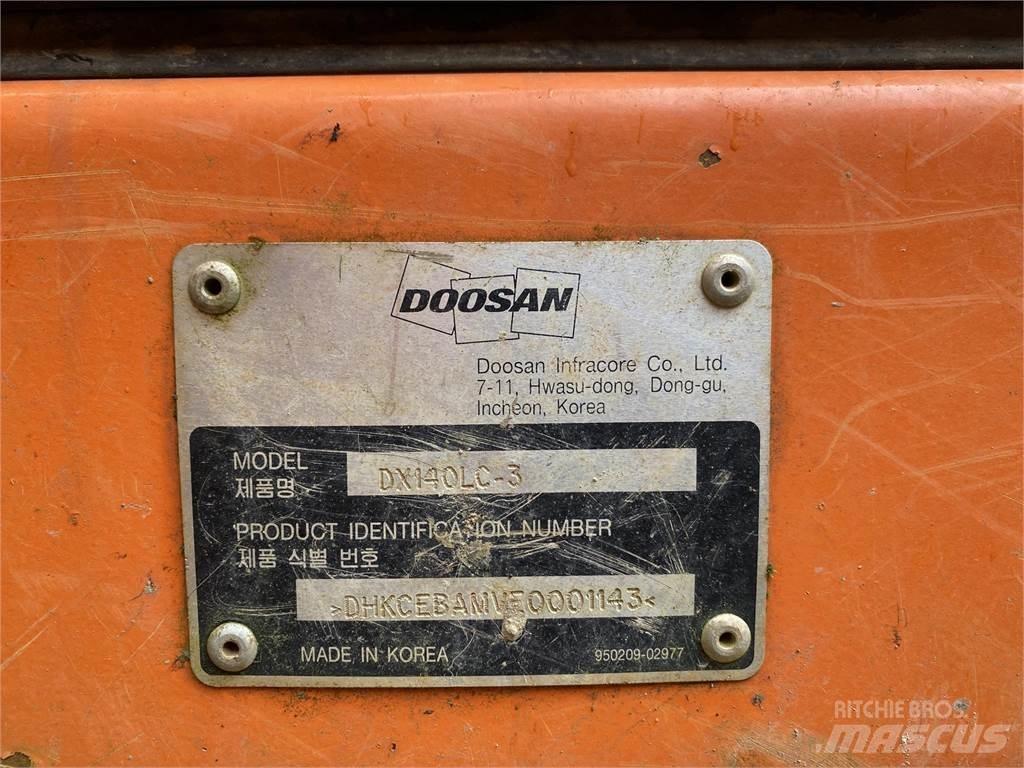 DOOSAN
Doosan Infracore Co., Ltd.
7-11, Hwasu-dong, Dong-gu,
Incheon, Korea
MODEL
제품명
DX140LC-3
PRODUCT IDENTIFICATION NUMBER
제품 식별 번호
>DHKCEBAMVE0001143<
MADE IN KOREA
950209-02977
RITCHIE BROS.
MASCUS